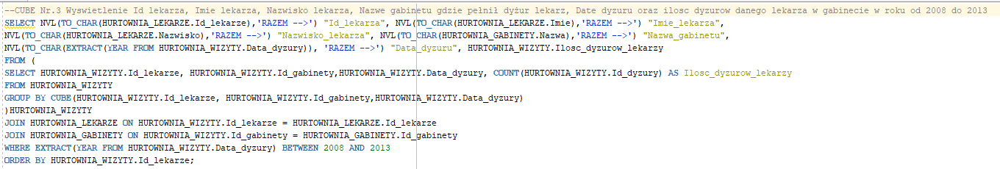 --CUBE Nr.3 Wyswietlenie Id lekarza, Imie lekarza, Nazwisko lekarza, Nazwe gabinetu gdzie pełnił dyżur lekarz, Date dyzuru oraz ilosc dyzurow danego lekarza w gabinecie w roku od 2008 do 2013
SELECT NVL(TO_CHAR(HURTOWNIA_LEKARZE.Id_lekarze),'RAZEM -->') "Id_lekarza", NVL(TO_CHAR(HURTOWNIA_LEKARZE.Imie),'RAZEM -->') "Imie_lekarza",
NVL(TO_CHAR(HURTOWNIA_LEKARZE.Nazwisko),'RAZEM -->') "Nazwisko_lekarza", NVL(TO_CHAR(HURTOWNIA_GABINETY.Nazwa),'RAZEM -->') "Nazwa_gabinetu",
NVL(TO_CHAR(EXTRACT(YEAR FROM HURTOWNIA_WIZYTY.Data_dyzury)), 'RAZEM -->') "Data_dyzuru", HURTOWNIA_WIZYTY.Ilosc_dyzurow_lekarzy
FROM (
SELECT HURTOWNIA_WIZYTY.Id_lekarze, HURTOWNIA_WIZYTY.Id_gabinety,HURTOWNIA_WIZYTY.Data_dyzury, COUNT(HURTOWNIA_WIZYTY.Id_dyzury) AS Ilosc_dyzurow_lekarzy
FROM HURTOWNIA_WIZYTY
GROUP BY CUBE(HURTOWNIA_WIZYTY.Id_lekarze, HURTOWNIA_WIZYTY.Id_gabinety,HURTOWNIA_WIZYTY.Data_dyzury)
)HURTOWNIA_WIZYTY
JOIN HURTOWNIA_LEKARZE ON HURTOWNIA_WIZYTY.Id_lekarze = HURTOWNIA_LEKARZE.Id_lekarze
JOIN HURTOWNIA_GABINETY ON HURTOWNIA_WIZYTY.Id_gabinety = HURTOWNIA_GABINETY.Id_gabinety
WHERE EXTRACT(YEAR FROM HURTOWNIA_WIZYTY.Data_dyzury) BETWEEN 2008 AND 2013
ORDER BY HURTOWNIA_WIZYTY.Id_lekarze;